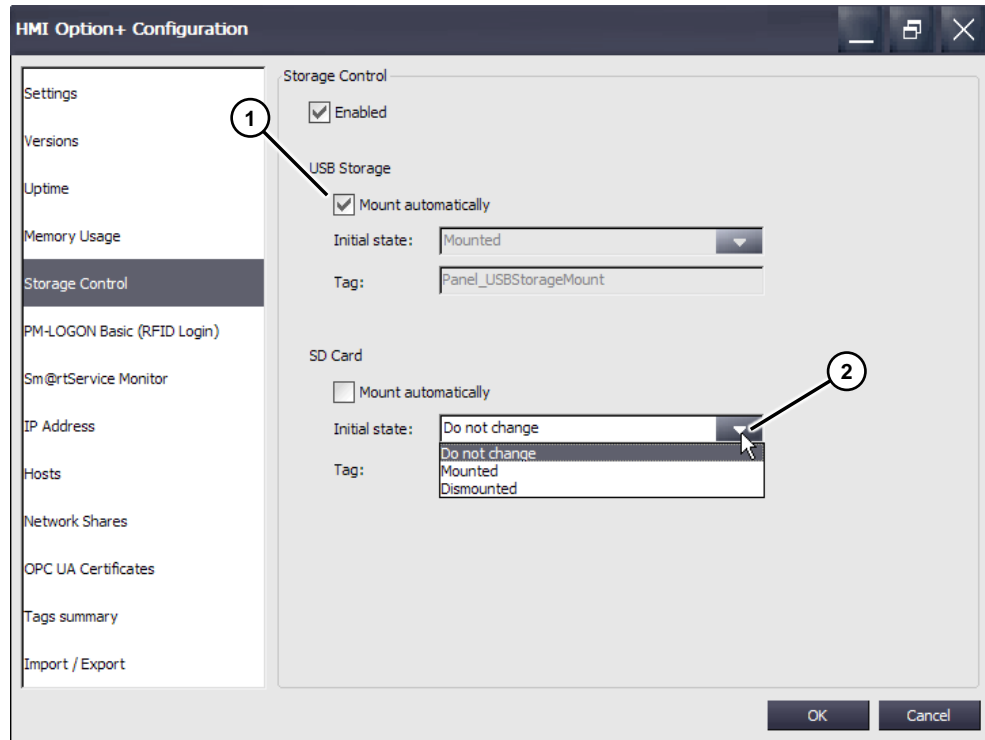 HMI Option+ Configuration
Settings
Versions
Uptime
Memory Usage
Storage Control
PM-LOGON Basic (RFID Login)
Sm@rtService Monitor
IP Address
Hosts
Network Shares
OPC UA Certificates
Tags summary
Import / Export
Storage Control
Enabled
1
USB Storage
Mount automatically
Initial state: Mounted
Tag: Panel_USBStorageMount
SD Card
2
Mount automatically
Initial state: Do not change
Do not change
Tag: Mounted
Dismounted
OK Cancel